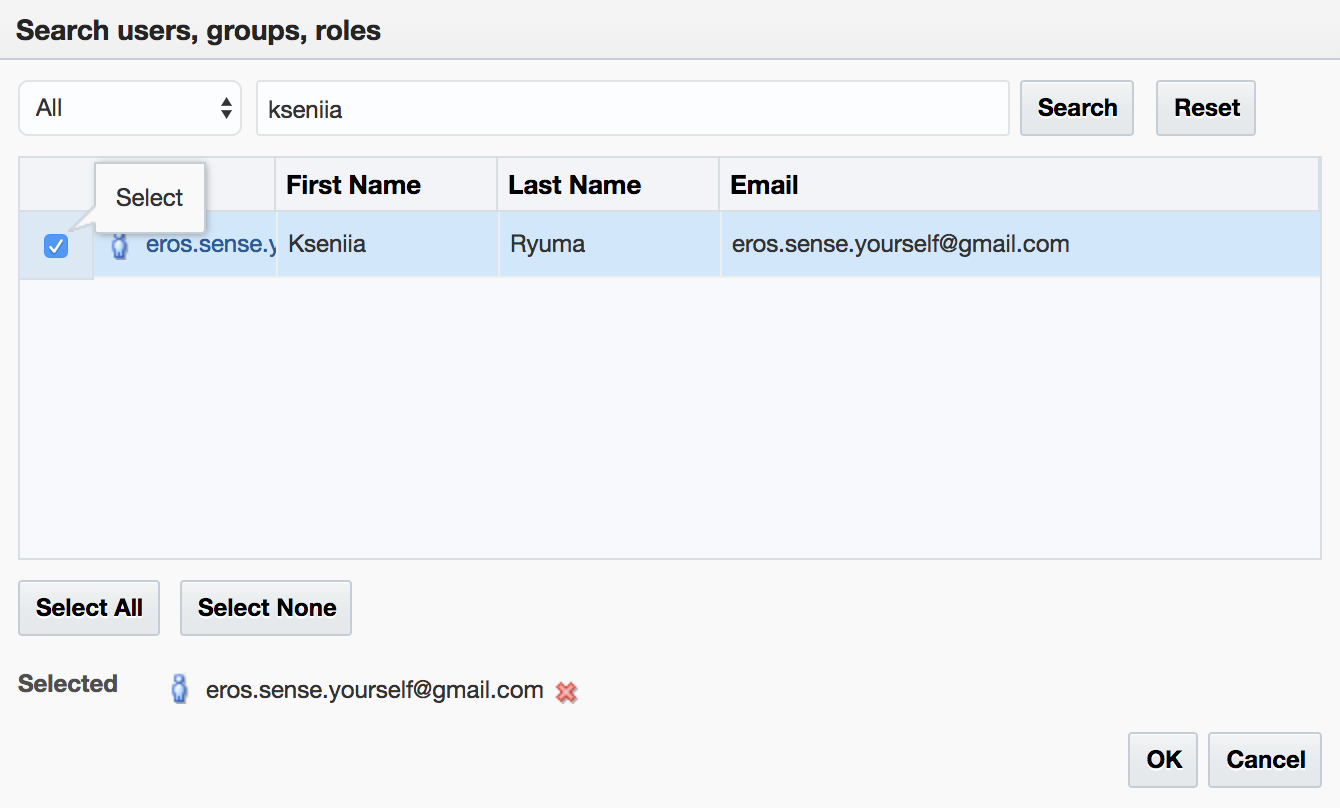 Search users, groups, roles
All kseniia Search Reset
Select First Name Last Name Email
eros.sense.y Kseniia Ryuma eros.sense.yourself@gmail.com
Select All Select None
Selected eros.sense.yourself@gmail.com
OK Cancel